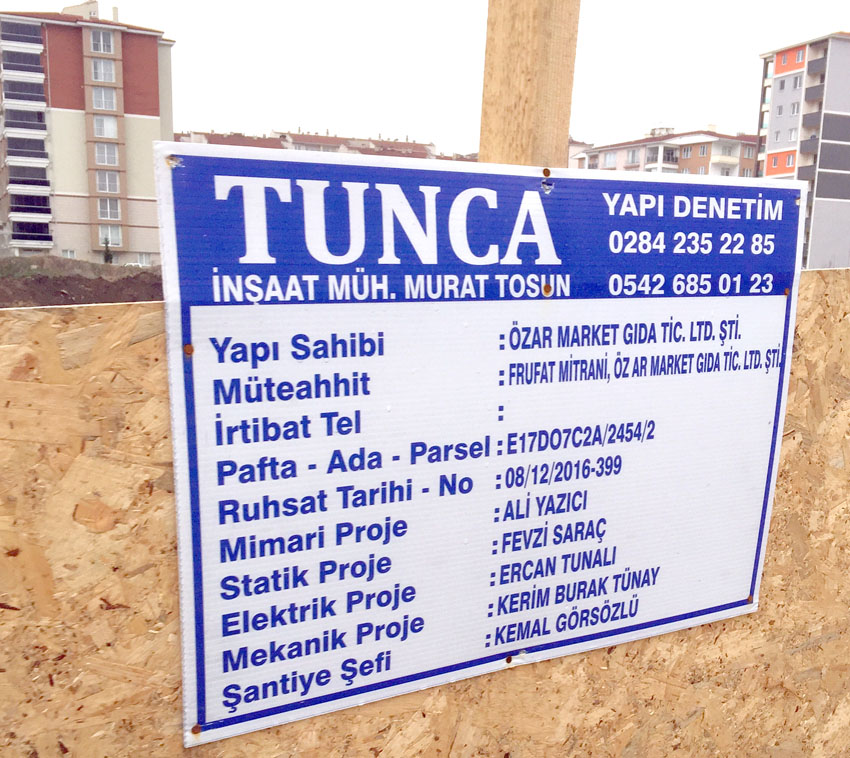 TUNCA
YAPI DENETİM
0284 235 22 85
İNŞAAT MÜH. MURAT TOSUN 0542 685 01 23
Yapı Sahibi : ÖZAR MARKET GIDA TİC. LTD. ŞTİ.
Müteahhit : FRUFAT MİTRANİ, ÖZ AR MARKET GIDA TİC. LTD. ŞTİ.
İrtibat Tel :
Pafta - Ada - Parsel : E17DO7C2A/2454/2
Ruhsat Tarihi - No : 08/12/2016-399
Mimari Proje : ALİ YAZICI
Statik Proje : FEVZİ SARAÇ
Elektrik Proje : ERCAN TUNALI
Mekanik Proje : KERİM BURAK TÜNAY
Şantiye Şefi : KEMAL GÖRSÖZLÜ